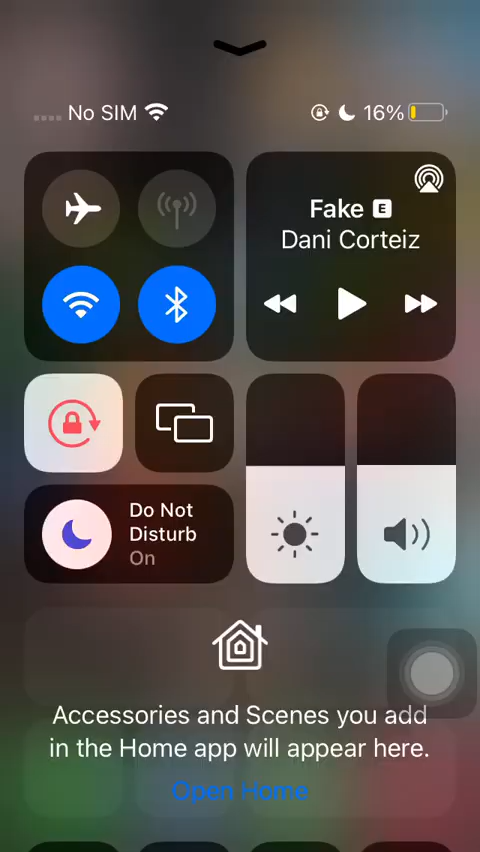 No SIM 16%
Fake E
Dani Corteiz
Do Not
Disturb
On
Accessories and Scenes you add
in the Home app will appear here.
Open Home